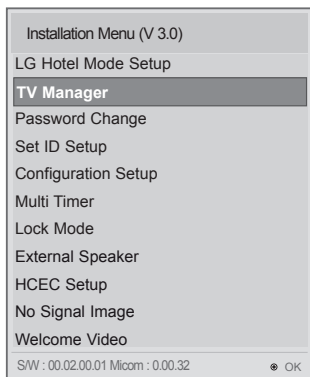 Installation Menu (V 3.0)
LG Hotel Mode Setup
TV Manager
Password Change
Set ID Setup
Configuration Setup
Multi Timer
Lock Mode
External Speaker
HCEC Setup
No Signal Image
Welcome Video
S/W : 00.02.00.01 Micom : 0.00.32 ◉ OK